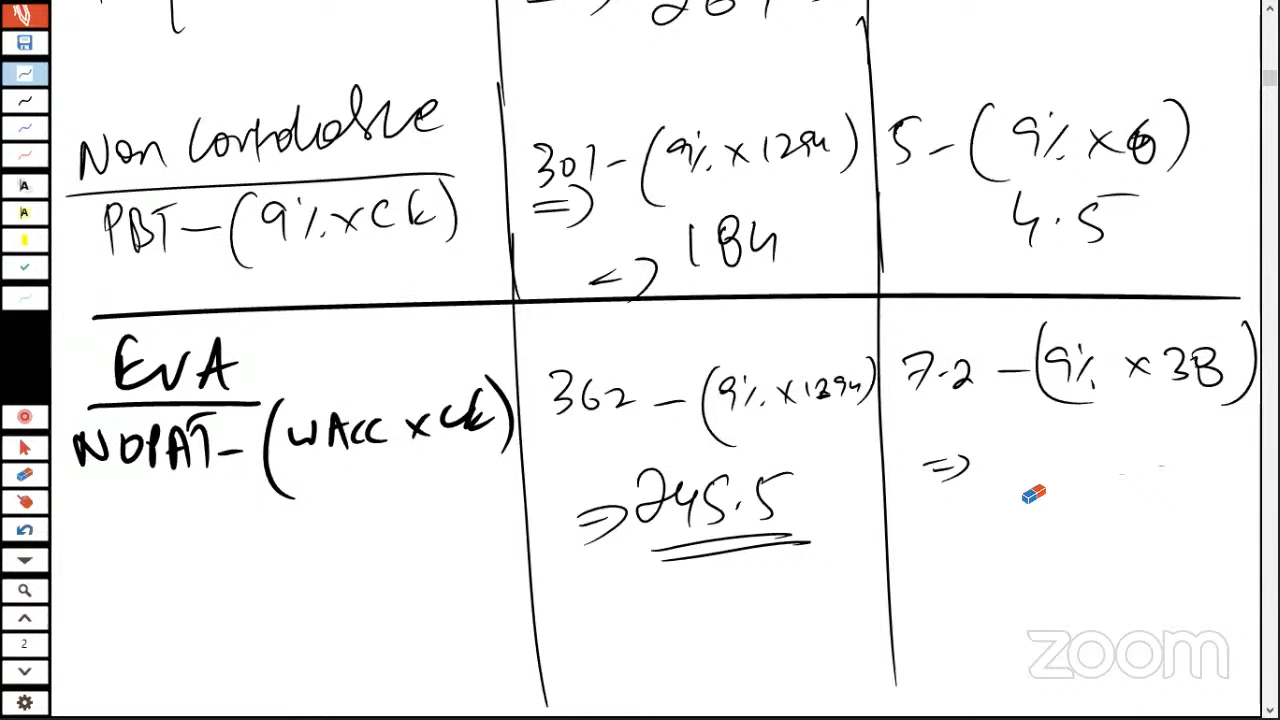 Non Controllable
PBT - (9% x CE)
301 - (9% x 1294)
=>
=> 184
5 - (9% x 6)
4.5
EVA
NOPAT - (WACC x CE)
362 - (9% x 1294)
=> 245.5
7.2 - (9% x 38)
=>
2
zoom